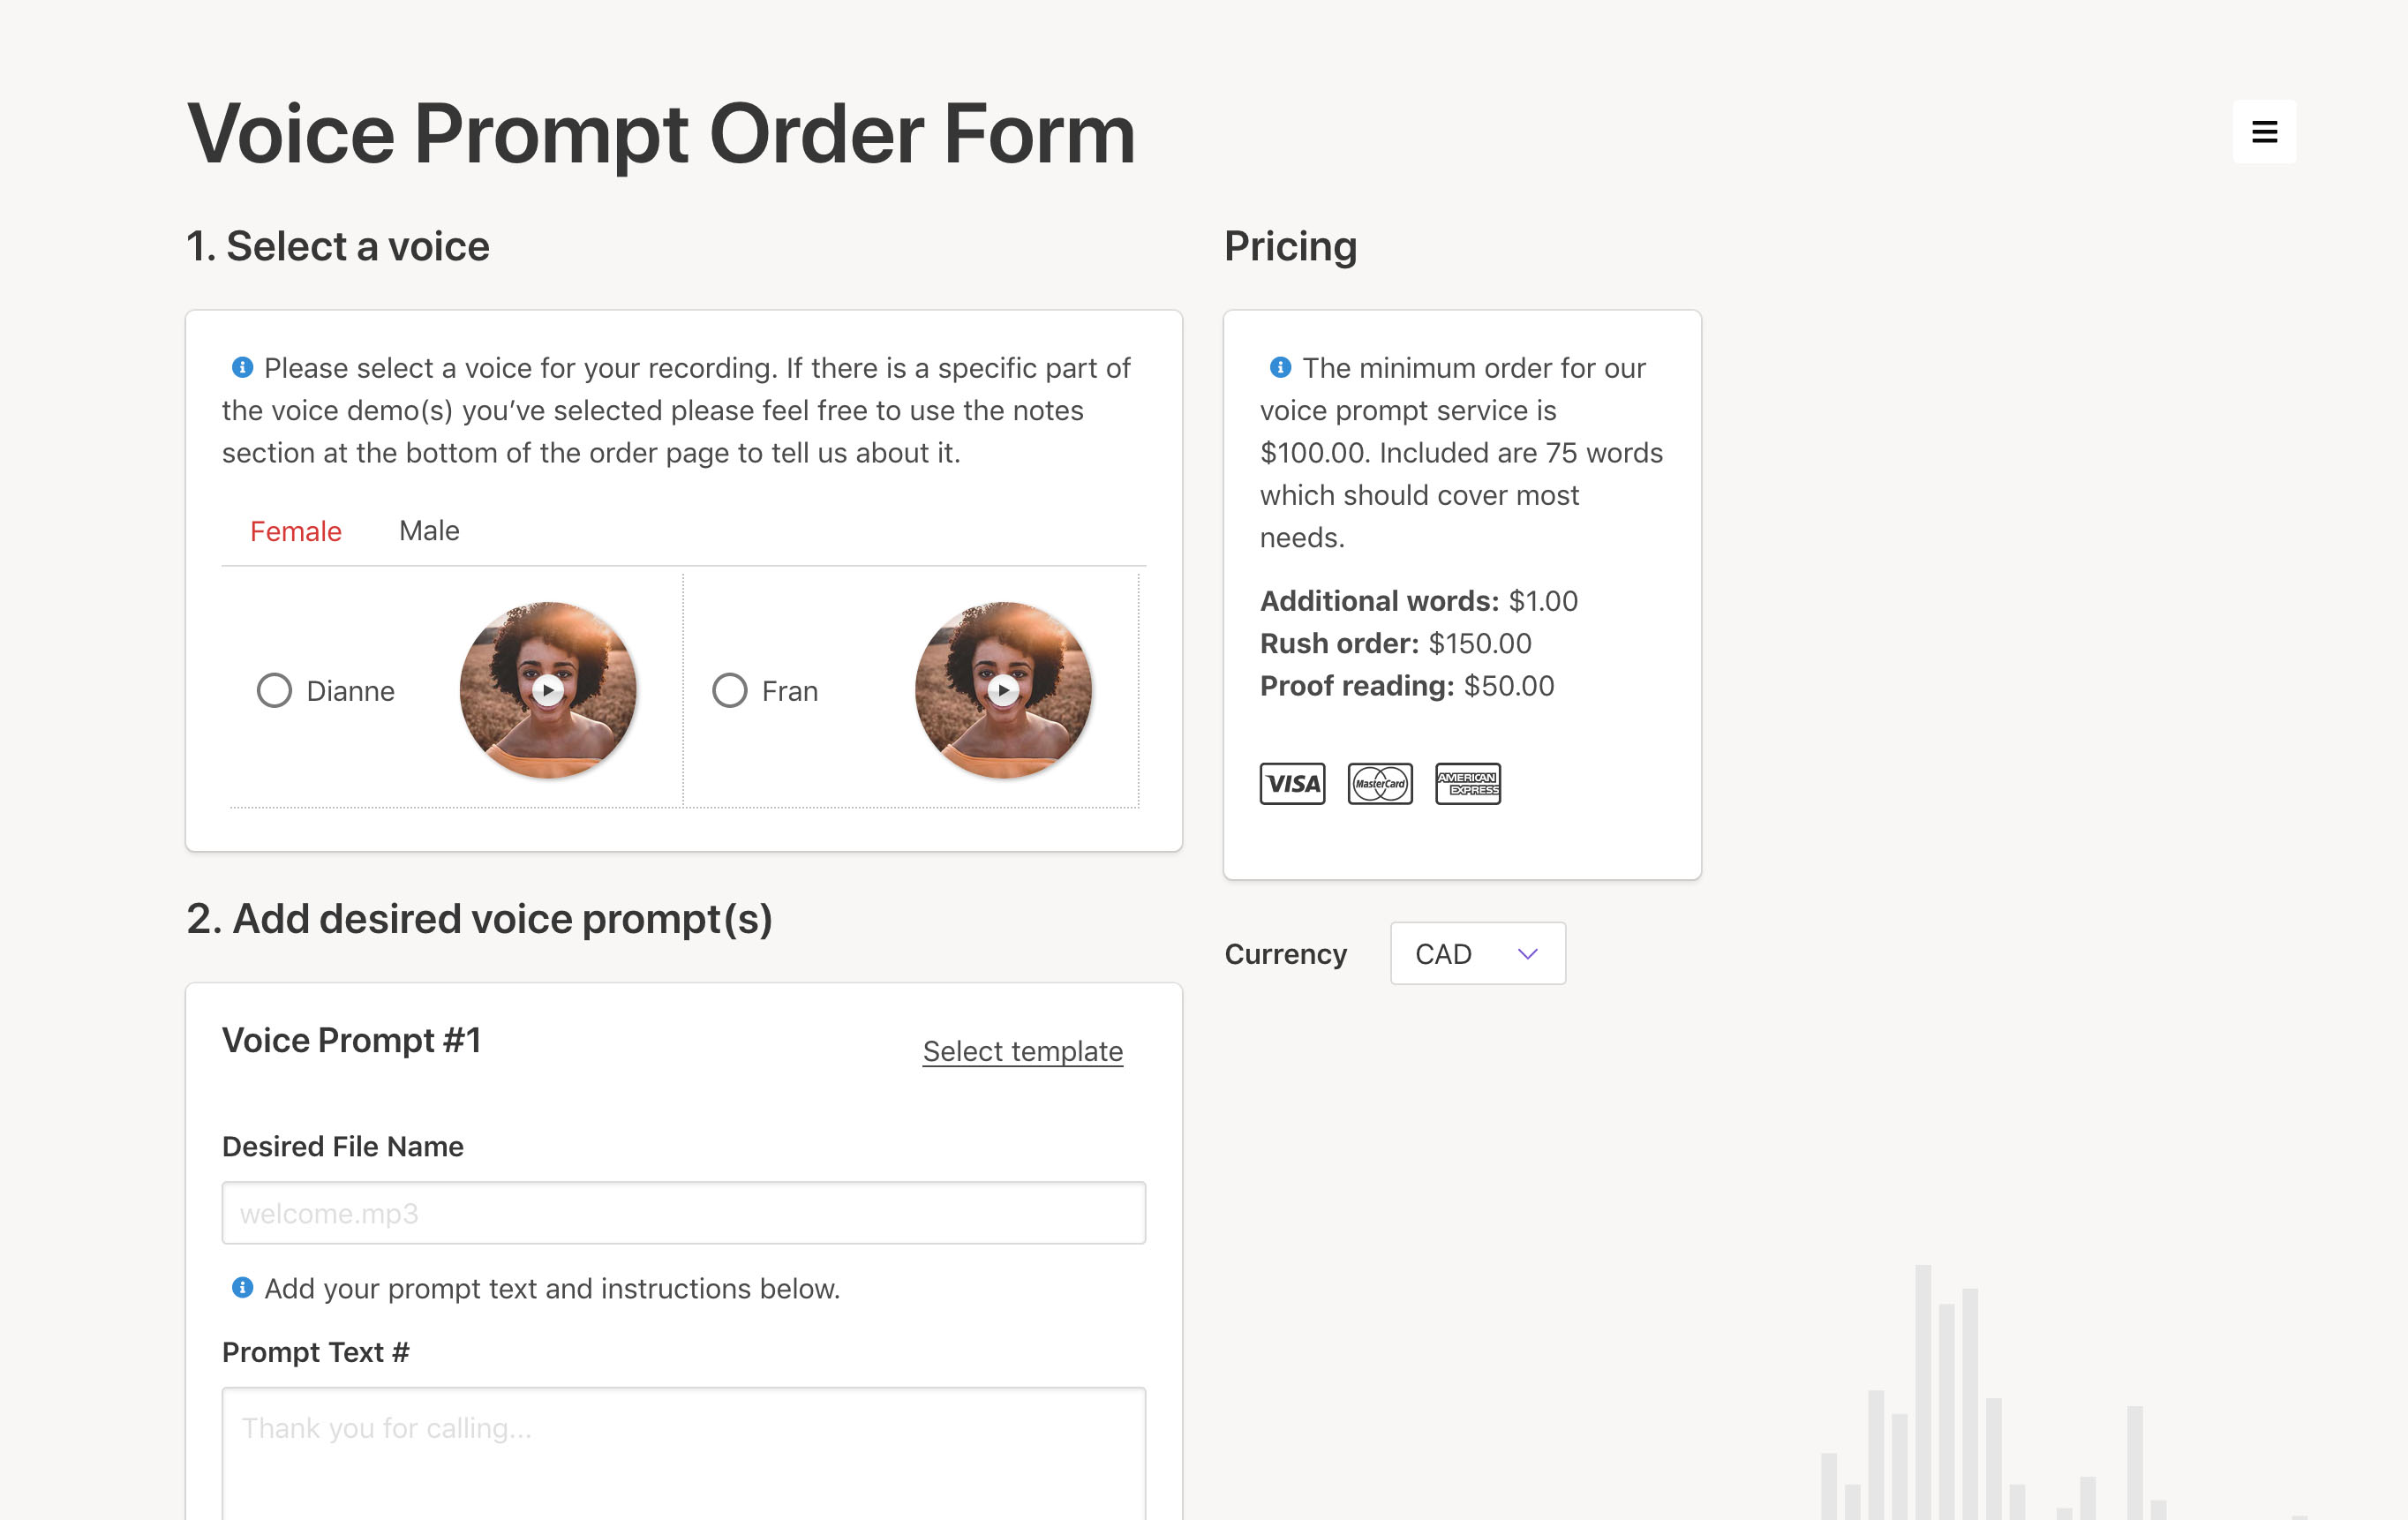 Voice Prompt Order Form
1. Select a voice
Please select a voice for your recording. If there is a specific part of
the voice demo(s) you’ve selected please feel free to use the notes
section at the bottom of the order page to tell us about it.
Female
Male
Dianne
Fran
Pricing
The minimum order for our
voice prompt service is
$100.00. Included are 75 words
which should cover most
needs.
Additional words: $1.00
Rush order: $150.00
Proof reading: $50.00
VISA
MasterCard
AMERICAN
EXPRESS
Currency
CAD
2. Add desired voice prompt(s)
Voice Prompt #1
Select template
Desired File Name
welcome.mp3
Add your prompt text and instructions below.
Prompt Text #
Thank you for calling...